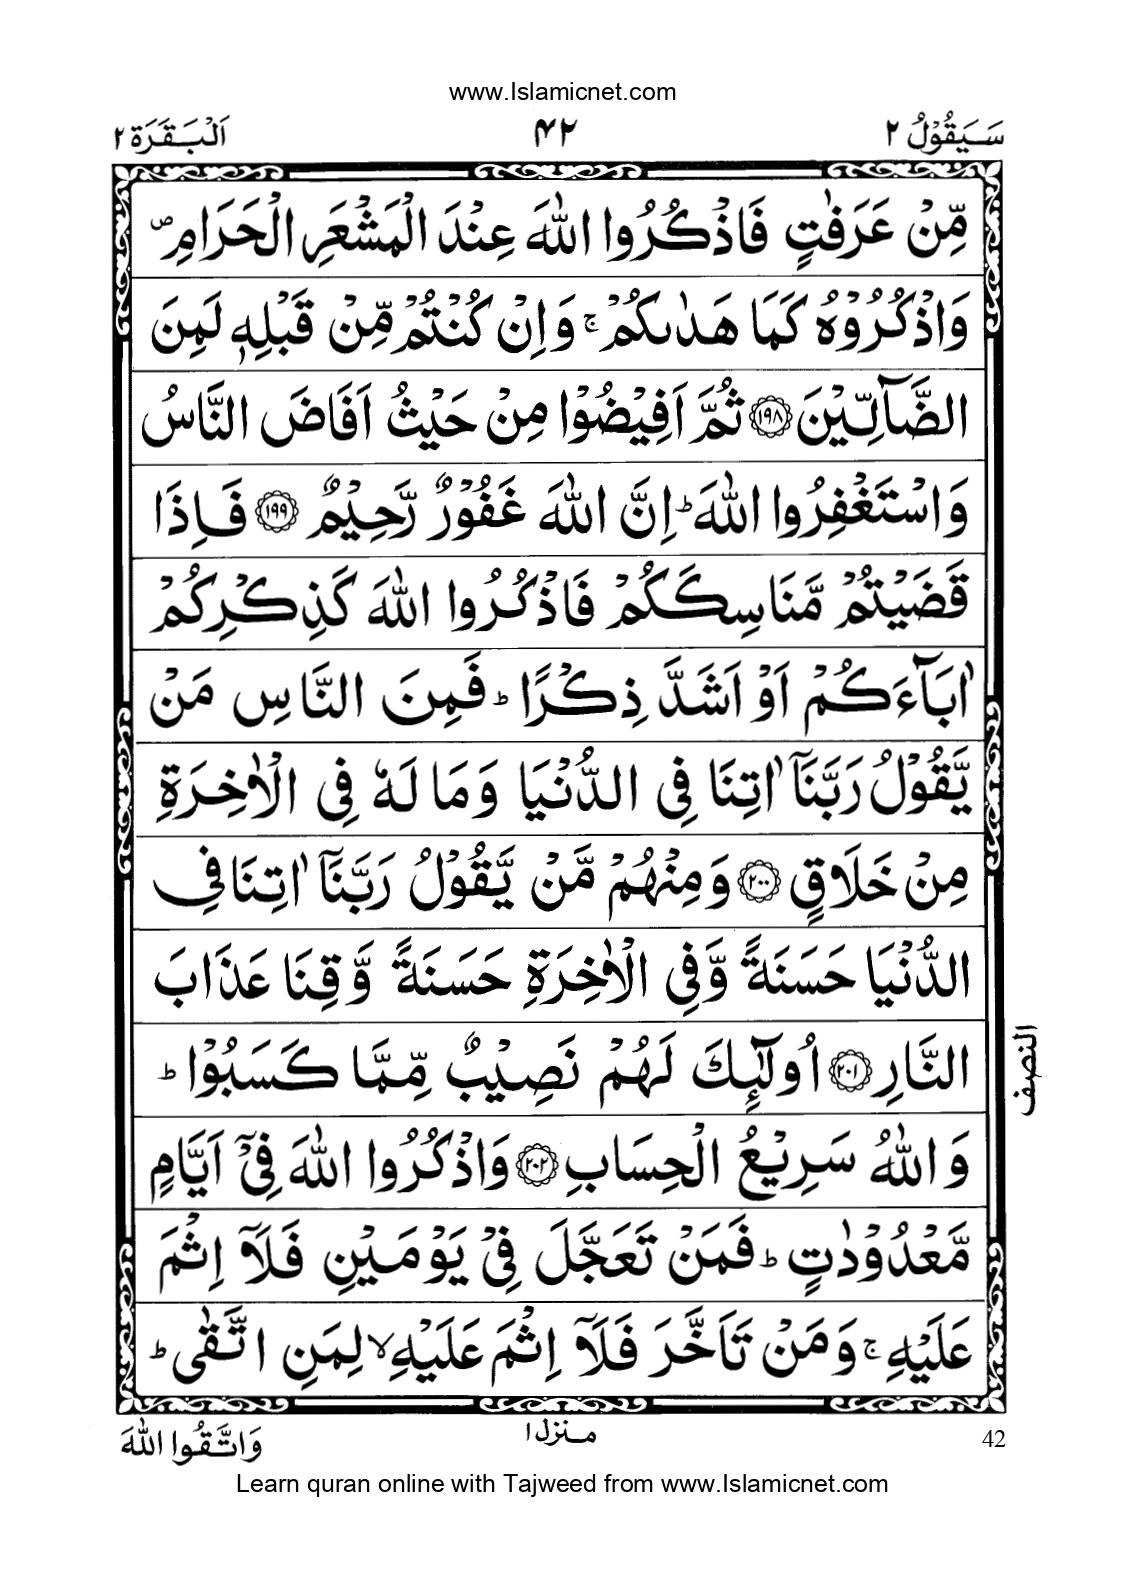 www.Islamicnet.com
سَيَقُوْلُ ٢
٤٢
اَلْبَقَرَة ٢
مِّنْ عَرَفٰتٍ فَاذْكُرُوا اللّٰهَ عِنْدَ الْمَشْعَرِ الْحَرَامِ ۖ
وَاذْكُرُوْهُ كَمَا هَدٰىكُمْ ۚ وَاِنْ كُنْتُمْ مِّنْ قَبْلِهٖ لَمِنَ
الضَّآلِّيْنَ ﴿١٩٨﴾ ثُمَّ اَفِيْضُوْا مِنْ حَيْثُ اَفَاضَ النَّاسُ
وَاسْتَغْفِرُوا اللّٰهَ ؕ اِنَّ اللّٰهَ غَفُوْرٌ رَّحِيْمٌ ﴿١٩٩﴾ فَاِذَا
قَضَيْتُمْ مَّنَاسِكَكُمْ فَاذْكُرُوا اللّٰهَ كَذِكْرِكُمْ
اٰبَآءَكُمْ اَوْ اَشَدَّ ذِكْرًا ؕ فَمِنَ النَّاسِ مَنْ
يَّقُوْلُ رَبَّنَآ اٰتِنَا فِى الدُّنْيَا وَمَا لَهٗ فِى الْاٰخِرَةِ
مِنْ خَلَاقٍ ﴿٢٠٠﴾ وَمِنْهُمْ مَّنْ يَّقُوْلُ رَبَّنَآ اٰتِنَا فِى
الدُّنْيَا حَسَنَةً وَّفِى الْاٰخِرَةِ حَسَنَةً وَّقِنَا عَذَابَ
النَّارِ ﴿٢٠١﴾ اُولٰٓئِكَ لَهُمْ نَصِيْبٌ مِّمَّا كَسَبُوْا ؕ
وَاللّٰهُ سَرِيْعُ الْحِسَابِ ﴿٢٠٢﴾ وَاذْكُرُوا اللّٰهَ فِىْٓ اَيَّامٍ
مَّعْدُوْدٰتٍ ؕ فَمَنْ تَعَجَّلَ فِىْ يَوْمَيْنِ فَلَآ اِثْمَ
عَلَيْهِ ۚ وَمَنْ تَاَخَّرَ فَلَآ اِثْمَ عَلَيْهِ ۙ لِمَنِ اتَّقٰى ؕ
النصف
منزل ١
وَاتَّقُوا اللّٰهَ
42
Learn quran online with Tajweed from www.Islamicnet.com